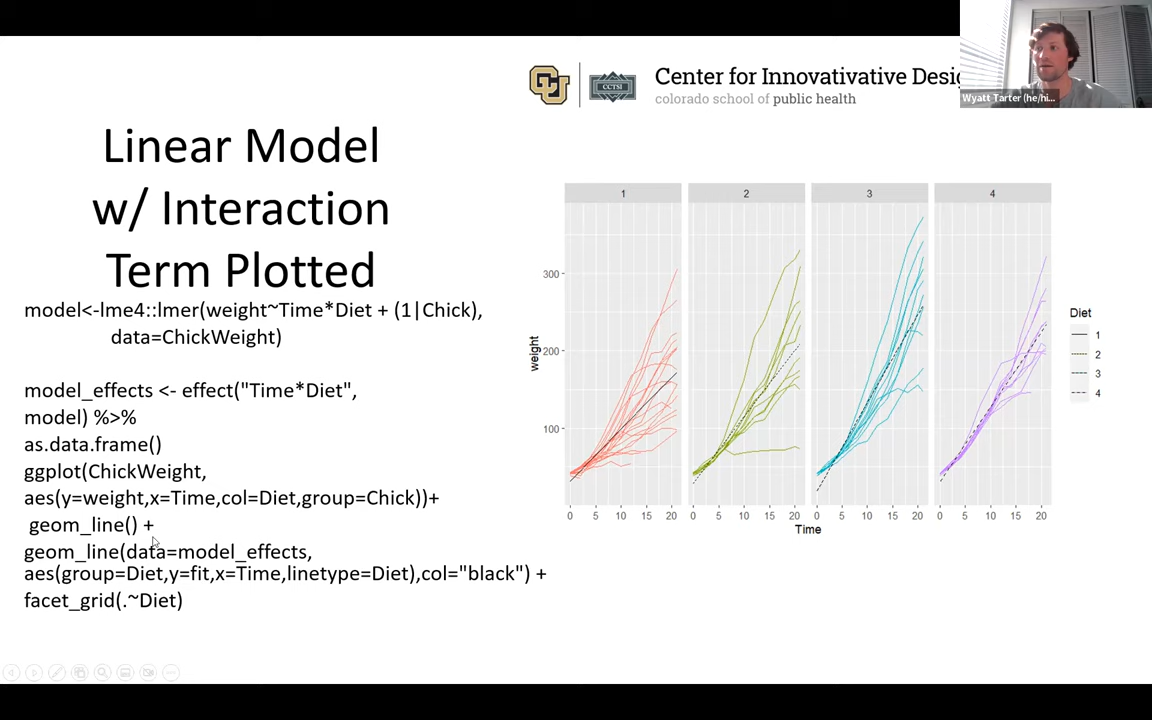 CU
CCTSI
Center for Innovativative Desig
colorado school of public health
Wyatt Tarter (he/hi...
Linear Model
w/ Interaction
Term Plotted
model<-lme4::lmer(weight~Time*Diet + (1|Chick),
data=ChickWeight)
model_effects <- effect("Time*Diet",
model) %>%
as.data.frame()
ggplot(ChickWeight,
aes(y=weight,x=Time,col=Diet,group=Chick))+
geom_line() +
geom_line(data=model_effects,
aes(group=Diet,y=fit,x=Time,linetype=Diet),col="black") +
facet_grid(.~Diet)
1 2 3 4
300
200
100
weight
0 5 10 15 20 0 5 10 15 20 0 5 10 15 20 0 5 10 15 20
Time
Diet
1
2
3
4